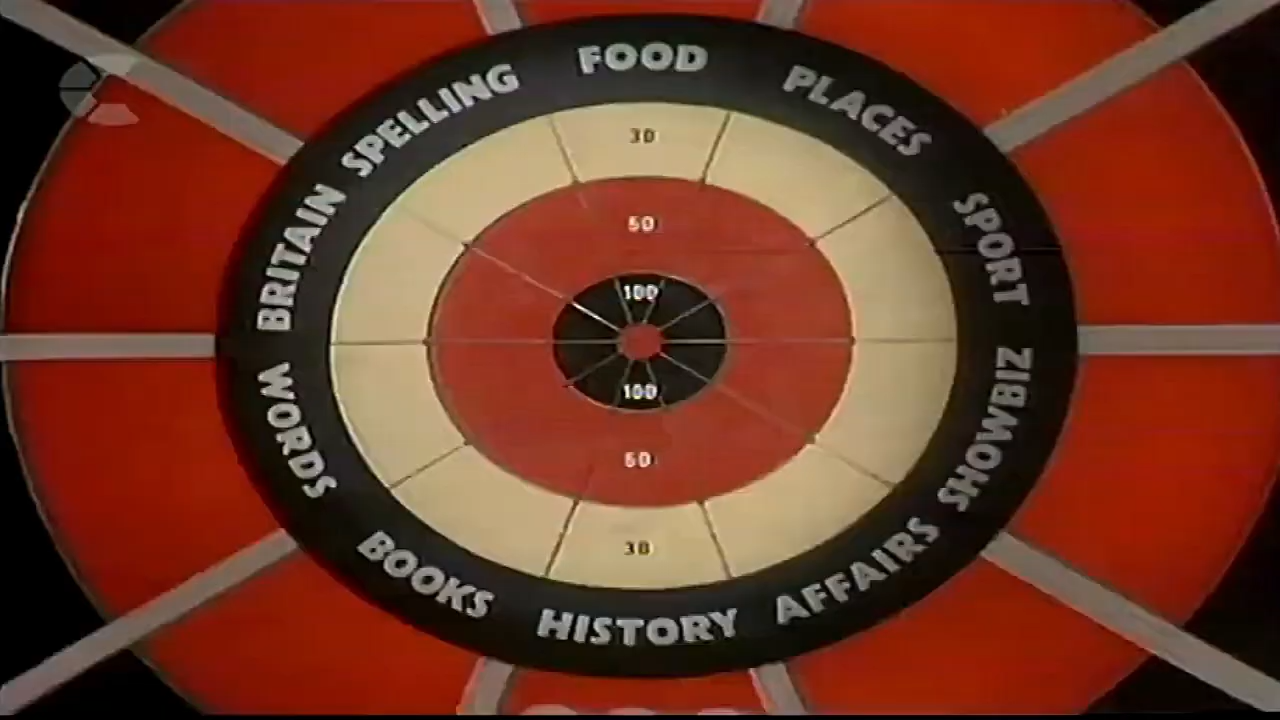 FOOD
PLACES
SPORT
SHOWBIZ
AFFAIRS
HISTORY
BOOKS
WORDS
BRITAIN
SPELLING
30
50
100
100
50
30